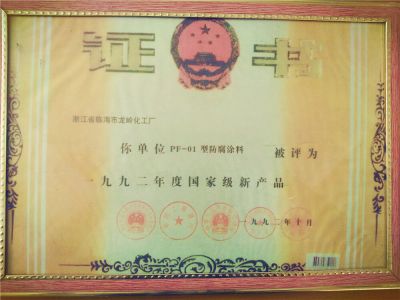 证书
浙江省临海市龙岭化工厂
你单位 PF-01 型防腐涂料 被评为
一九九二年度国家级新产品
一九九二年十月